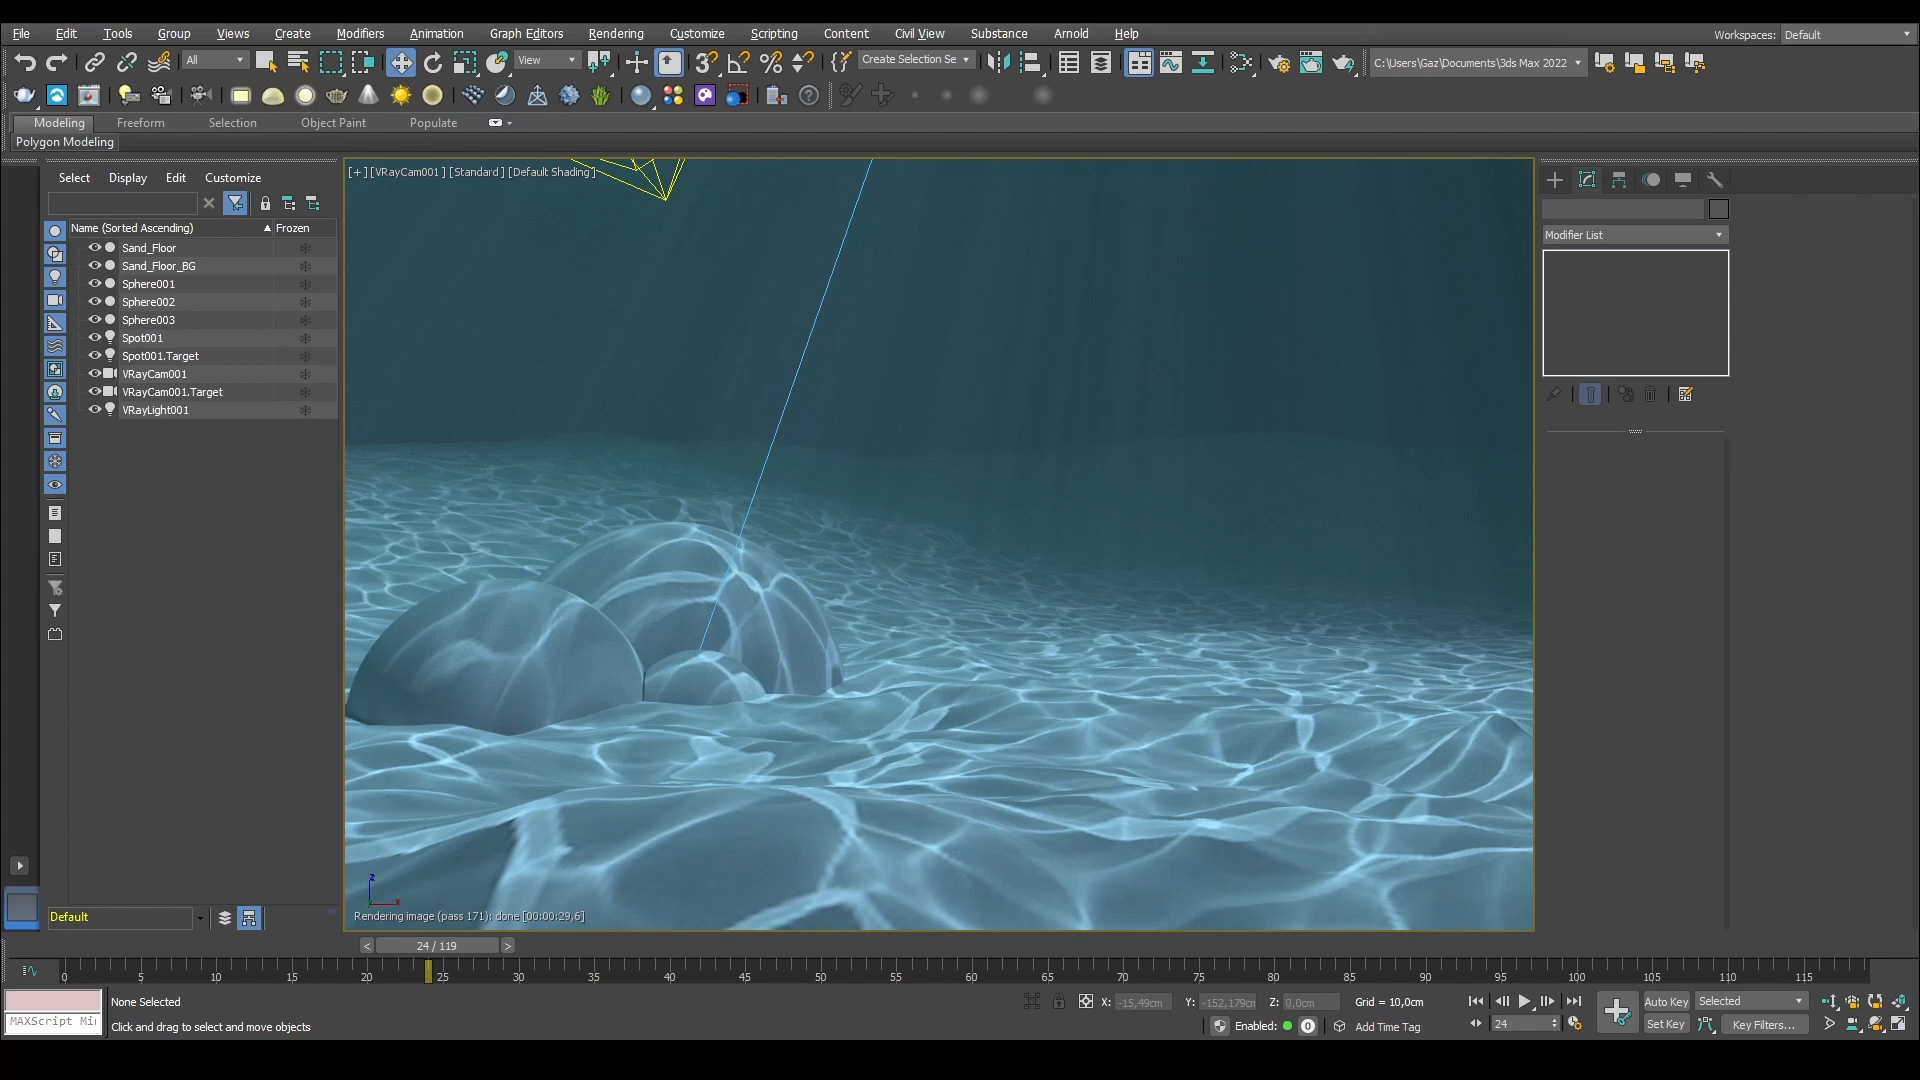 File Edit Tools Group Views Create Modifiers Animation Graph Editors Rendering Customize Scripting Content Civil View Substance Arnold Help Workspaces: Default
All View Create Selection Se C:\Users\Gaz\Documents\3ds Max 2022
Modeling Freeform Selection Object Paint Populate
Polygon Modeling
Select Display Edit Customize
Name (Sorted Ascending) Frozen
Sand_Floor
Sand_Floor_BG
Sphere001
Sphere002
Sphere003
Spot001
Spot001.Target
VRayCam001
VRayCam001.Target
VRayLight001
Default
[+] [VRayCam001 ] [Standard ] [Default Shading ]
z
x
Rendering image (pass 171): done [00:00:29,6]
Modifier List
< 24 / 119 >
0 5 10 15 20 25 30 35 40 45 50 55 60 65 70 75 80 85 90 95 100 105 110 115
None Selected X: -15,49cm Y: -152,179cm Z: 0,0cm Grid = 10,0cm Auto Key Selected
MAXScript Mi Click and drag to select and move objects Enabled: 0 Add Time Tag 24 Set Key Key Filters...